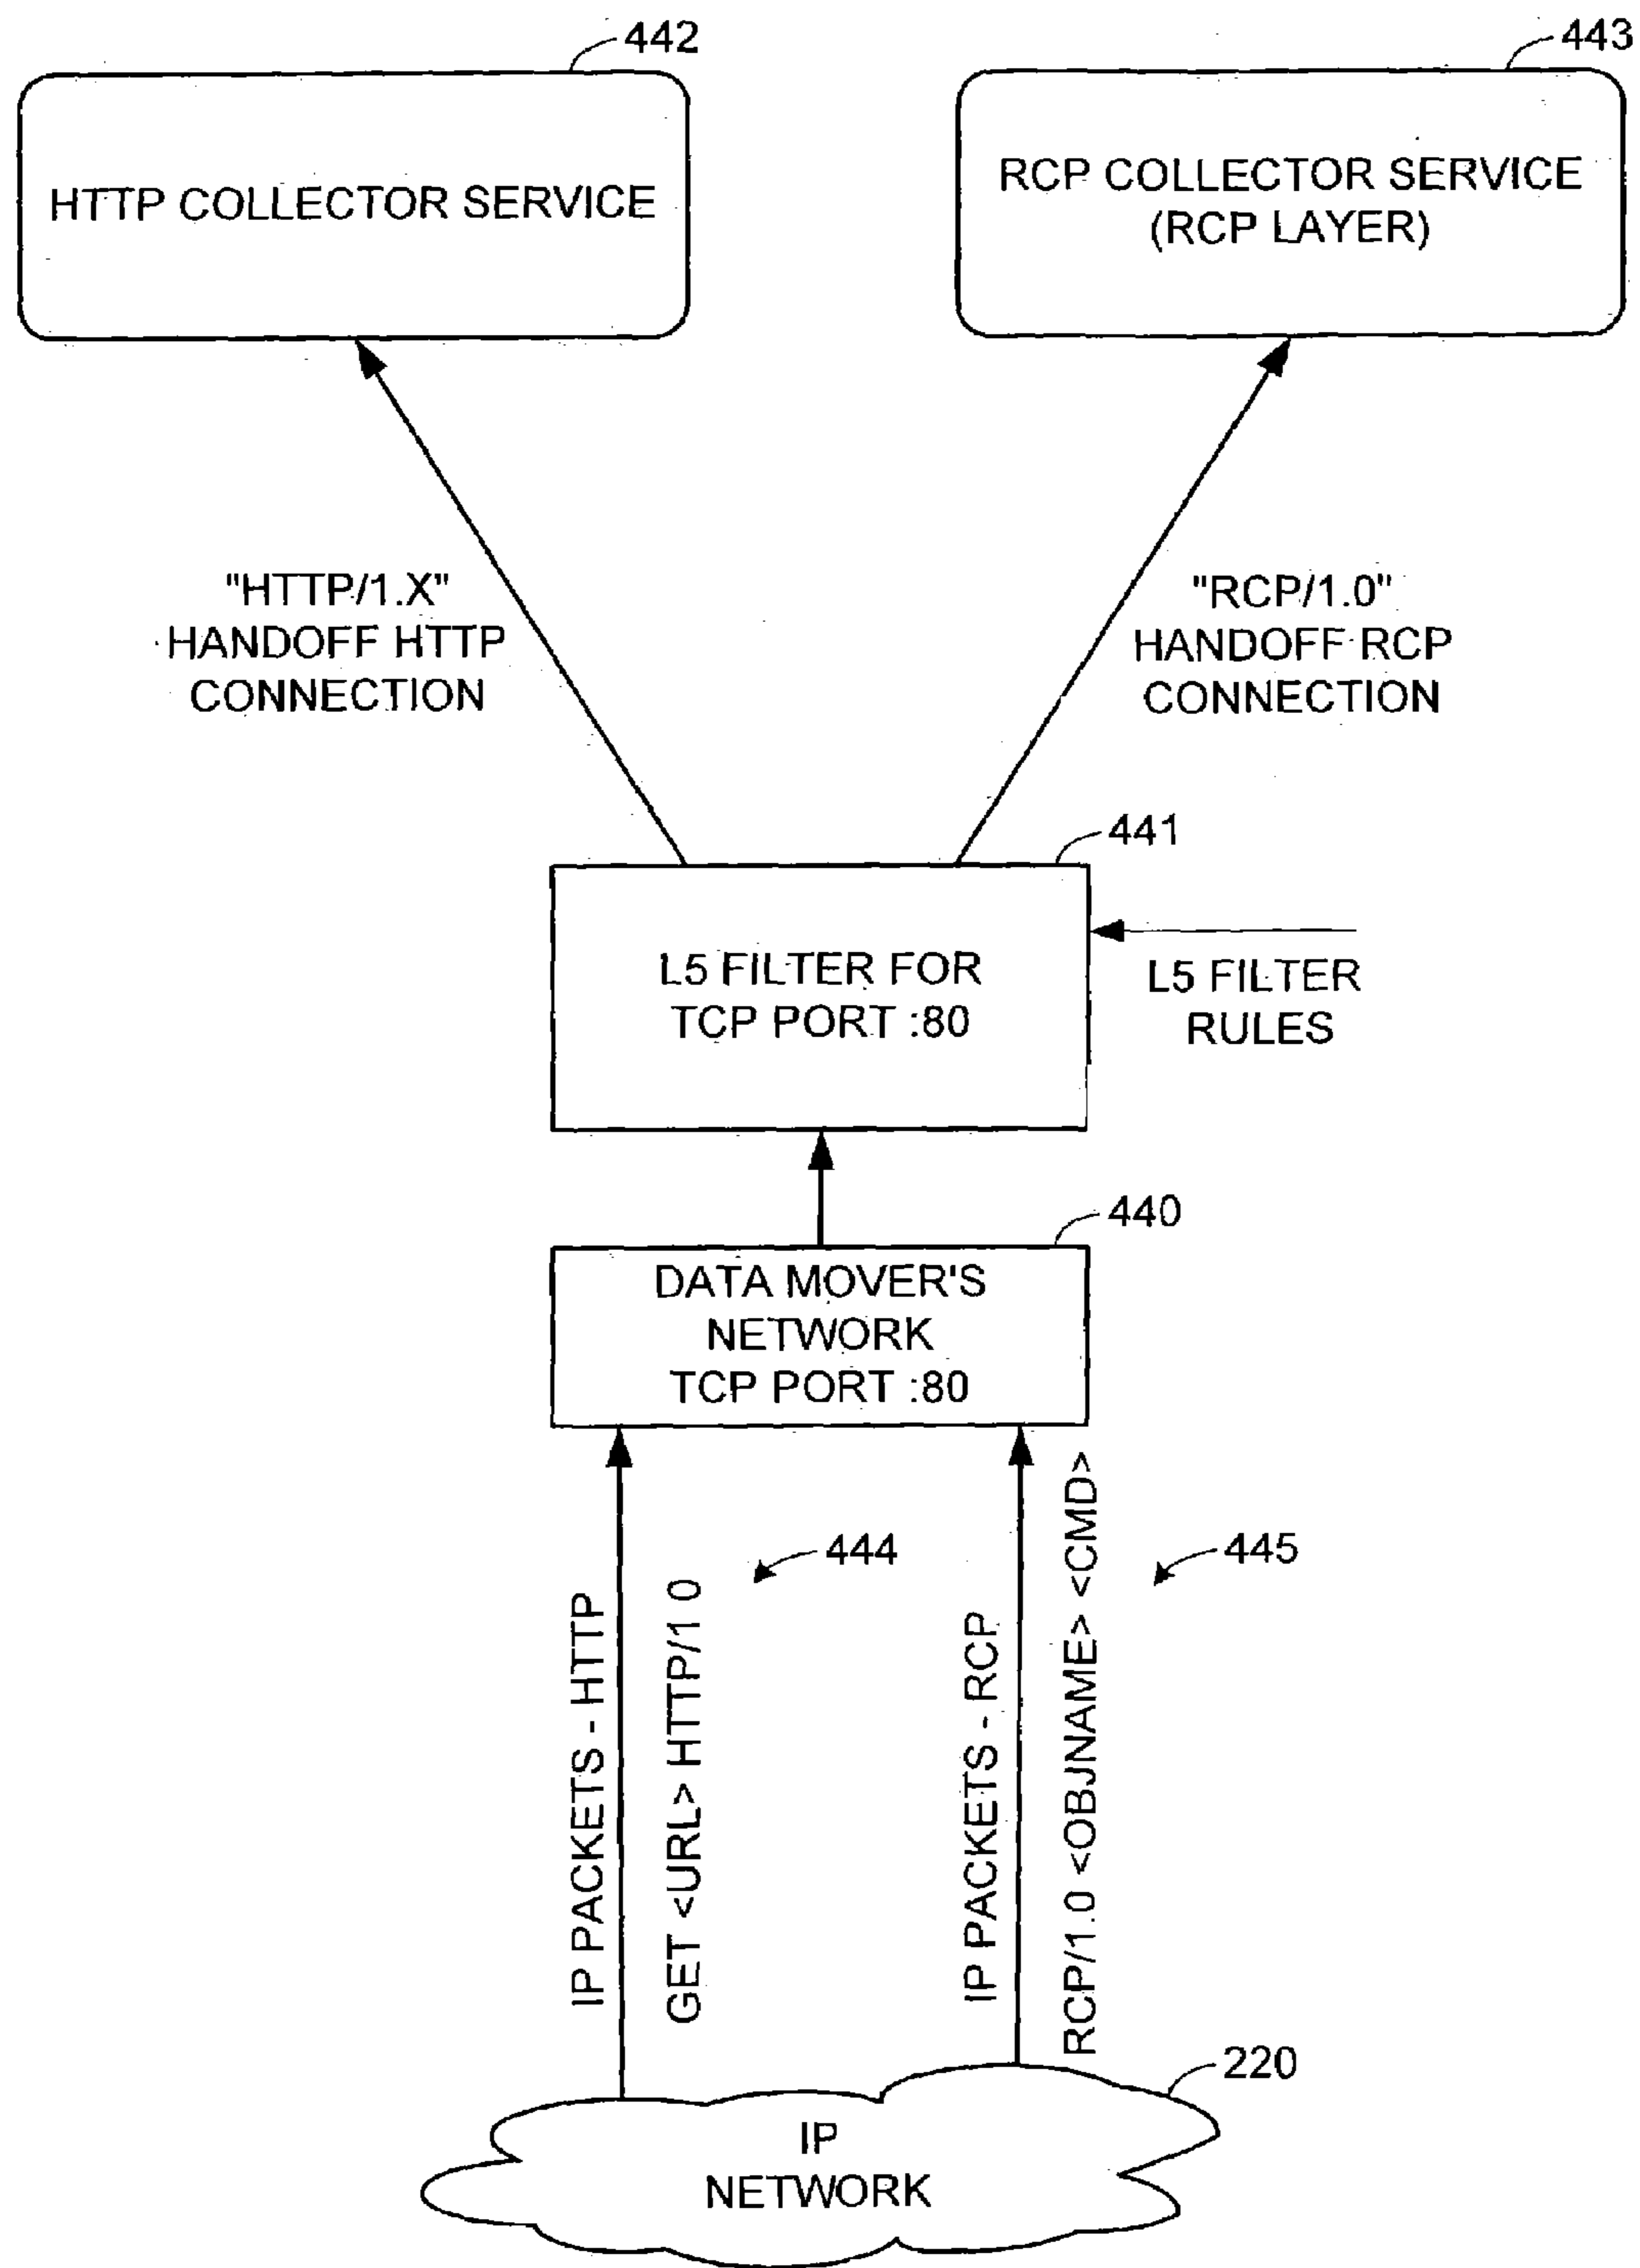 442
443
HTTP COLLECTOR SERVICE
RCP COLLECTOR SERVICE
(RCP LAYER)
"HTTP/1.X"
HANDOFF HTTP
CONNECTION
"RCP/1.0"
HANDOFF RCP
CONNECTION
441
L5 FILTER FOR
TCP PORT :80
L5 FILTER
RULES
440
DATA MOVER'S
NETWORK
TCP PORT :80
IP PACKETS - HTTP
GET <URL> HTTP/1 0
444
IP PACKETS - RCP
RCP/1.0 <OBJNAME> <CMD>
445
220
IP
NETWORK